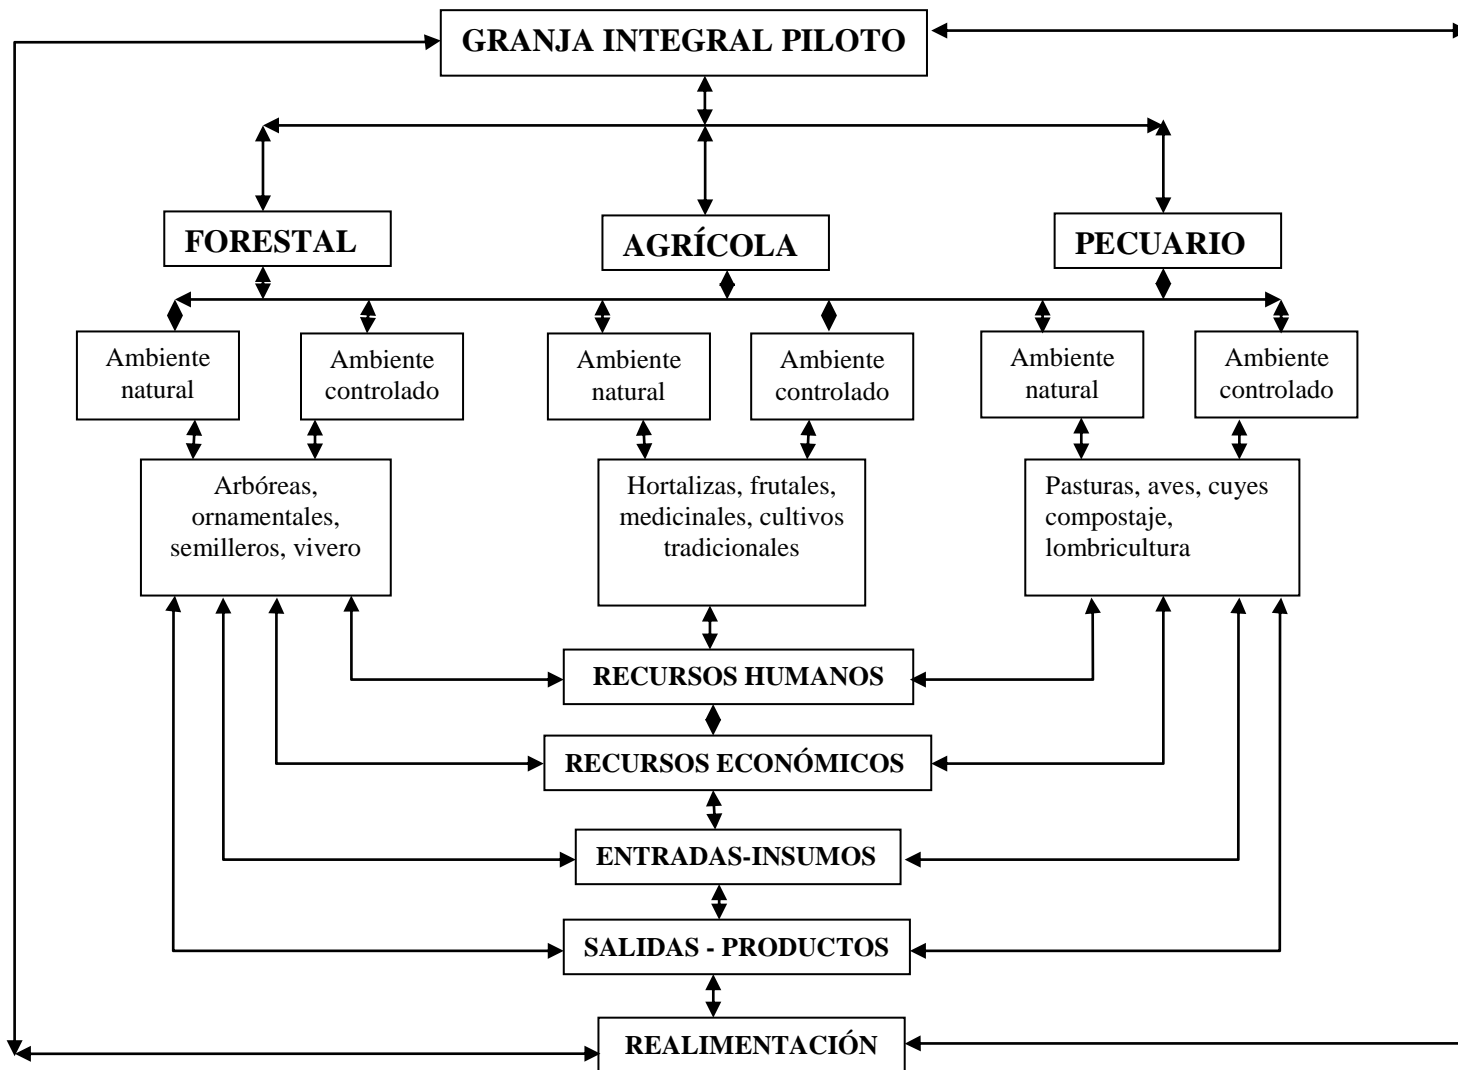 GRANJA INTEGRAL PILOTO
FORESTAL
AGRÍCOLA
PECUARIO
Ambiente
natural
Ambiente
controlado
Ambiente
natural
Ambiente
controlado
Ambiente
natural
Ambiente
controlado
Arbóreas,
ornamentales,
semilleros, vivero
Hortalizas, frutales,
medicinales, cultivos
tradicionales
Pasturas, aves, cuyes
compostaje,
lombricultura
RECURSOS HUMANOS
RECURSOS ECONÓMICOS
ENTRADAS-INSUMOS
SALIDAS - PRODUCTOS
REALIMENTACIÓN